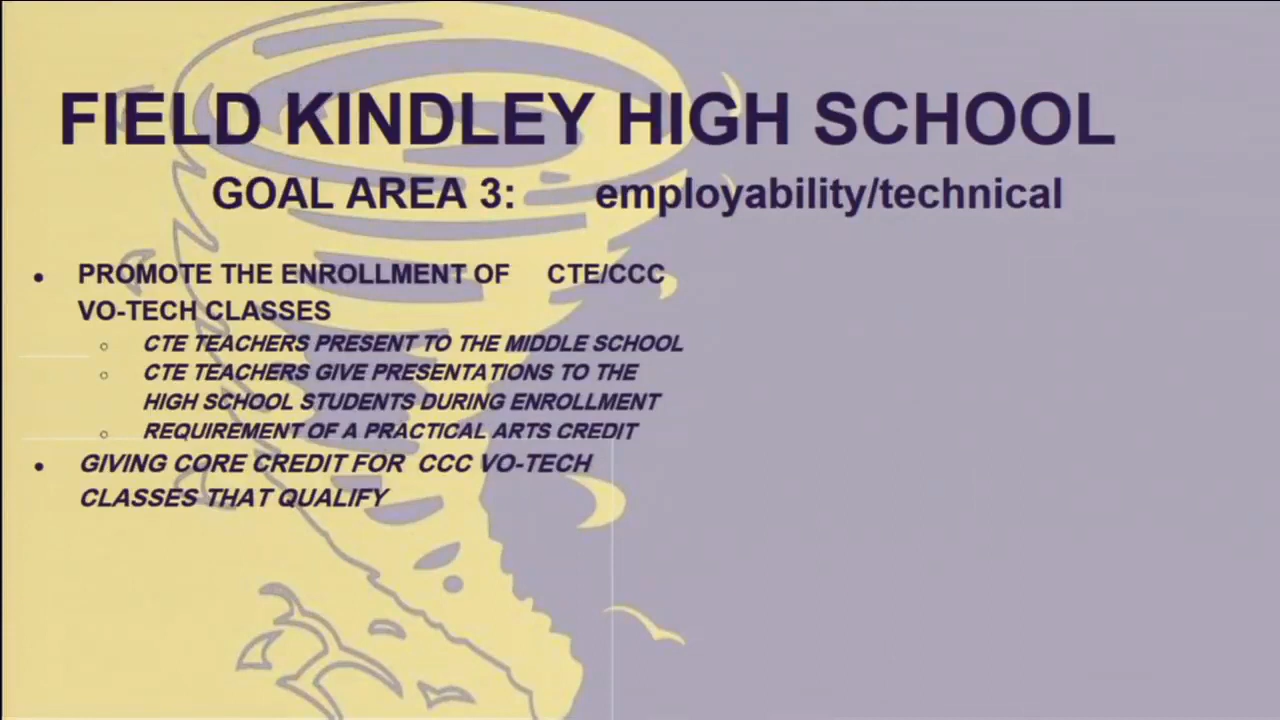 FIELD KINDLEY HIGH SCHOOL
GOAL AREA 3: employability/technical
• PROMOTE THE ENROLLMENT OF CTE/CCC
VO-TECH CLASSES
○ CTE TEACHERS PRESENT TO THE MIDDLE SCHOOL
○ CTE TEACHERS GIVE PRESENTATIONS TO THE
HIGH SCHOOL STUDENTS DURING ENROLLMENT
○ REQUIREMENT OF A PRACTICAL ARTS CREDIT
• GIVING CORE CREDIT FOR CCC VO-TECH
CLASSES THAT QUALIFY